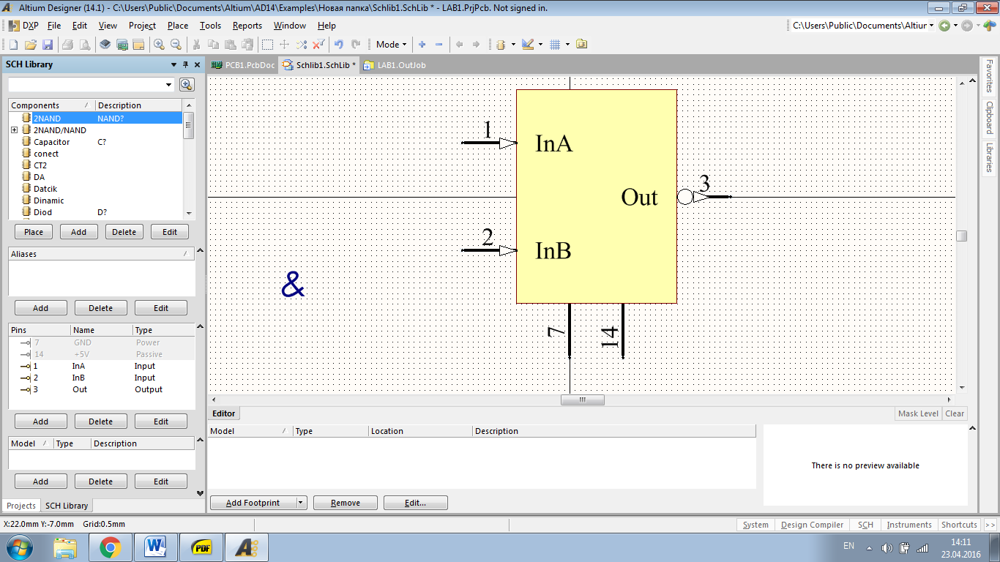 Altium Designer (14.1) - C:\Users\Public\Documents\Altium\AD14\Examples\Новая папка\Schlib1.SchLib * - LAB1.PrjPcb. Not signed in.
DXP File Edit View Project Place Tools Reports Window Help C:\Users\Public\Documents\Altiur
Mode
SCH Library
PCB1.PcbDoc Schlib1.SchLib * LAB1.OutJob
Components Description
2NAND NAND?
2NAND/NAND
Capacitor C?
conect
CT2
DA
Datcik
Dinamic
Diod D?
Place Add Delete Edit
Aliases
Add Delete Edit
Pins Name Type
7 GND Power
14 +5V Passive
1 InA Input
2 InB Input
3 Out Output
Add Delete Edit
Model Type Description
Add Delete Edit
Projects SCH Library
1 InA
Out 3
2 InB
&
7 14
Favorites
Clipboard
Libraries
Editor Mask Level Clear
Model Type Location Description
There is no preview available
Add Footprint Remove Edit...
X:22.0mm Y:-7.0mm Grid:0.5mm System Design Compiler SCH Instruments Shortcuts >>
PDF
EN 14:11
23.04.2016